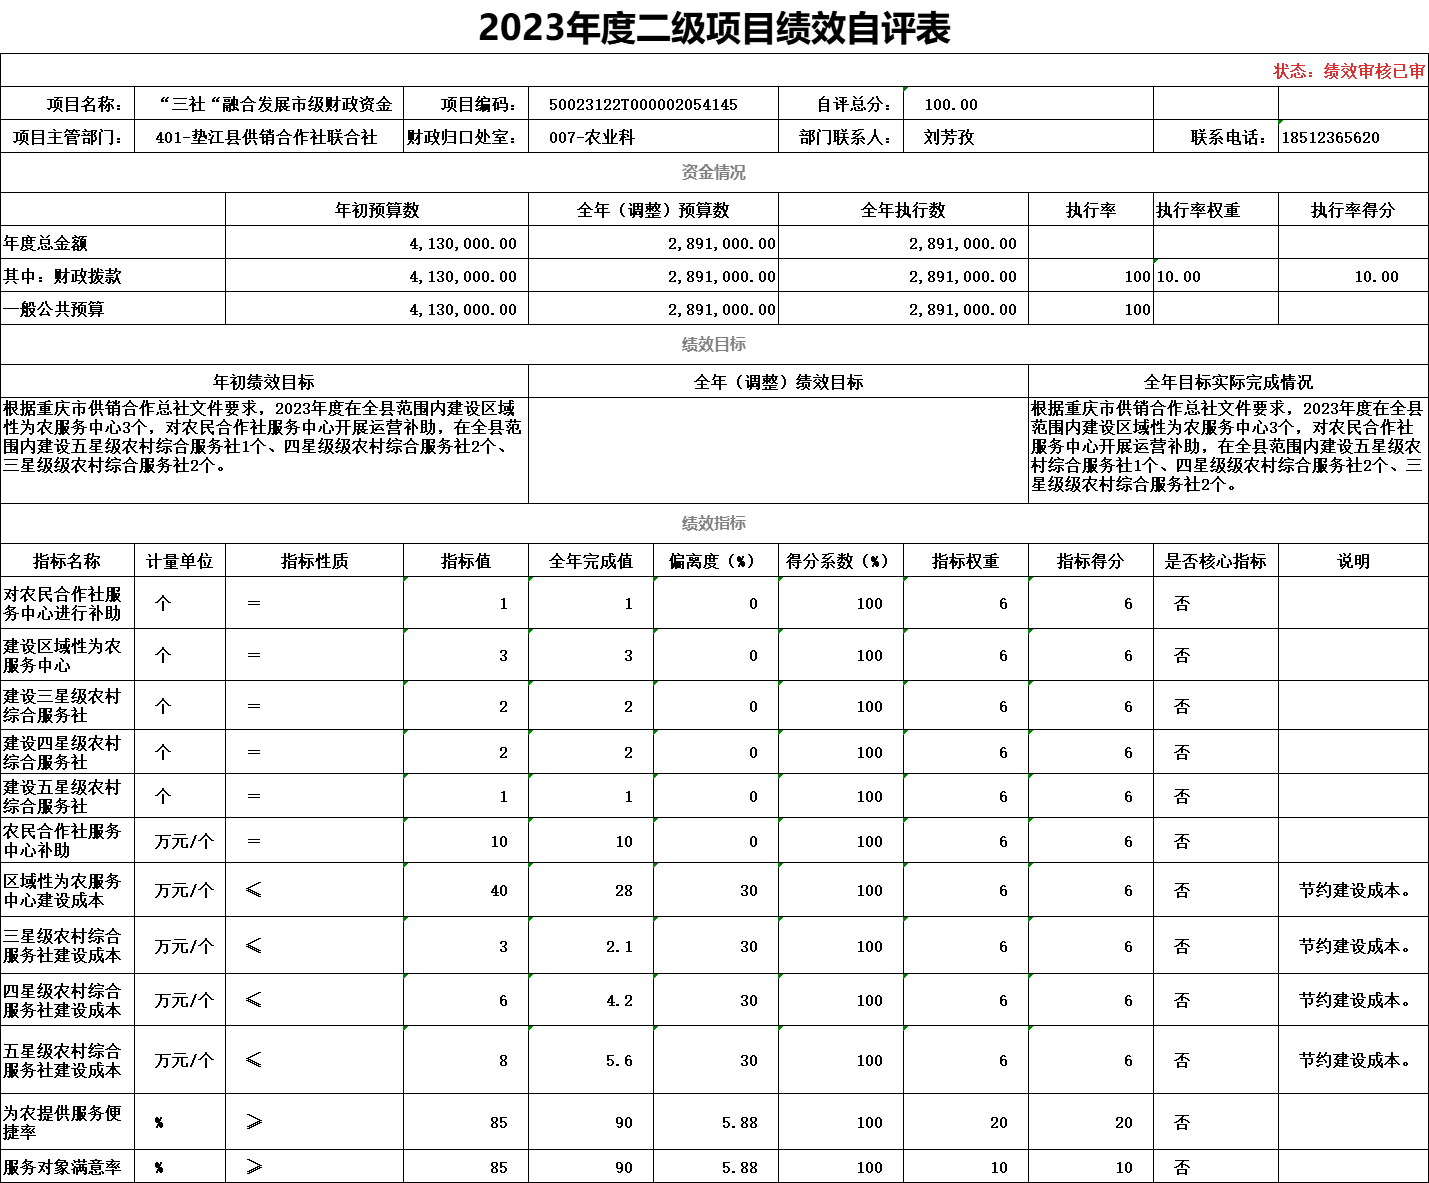 2023年度二级项目绩效自评表
状态：绩效审核已审
项目名称： “三社“融合发展市级财政资金 项目编码： 50023122T000002054145 自评总分： 100.00
项目主管部门： 401-垫江县供销合作社联合社 财政归口处室： 007-农业科 部门联系人： 刘芳孜 联系电话： 18512365620
资金情况
年初预算数 全年（调整）预算数 全年执行数 执行率 执行率权重 执行率得分
年度总金额 4,130,000.00 2,891,000.00 2,891,000.00
其中：财政拨款 4,130,000.00 2,891,000.00 2,891,000.00 100 10.00 10.00
一般公共预算 4,130,000.00 2,891,000.00 2,891,000.00 100
绩效目标
年初绩效目标 全年（调整）绩效目标 全年目标实际完成情况
根据重庆市供销合作总社文件要求，2023年度在全县范围内建设区域
性为农服务中心3个，对农民合作社服务中心开展运营补助，在全县范
围内建设五星级农村综合服务社1个、四星级级农村综合服务社2个、
三星级级农村综合服务社2个。
根据重庆市供销合作总社文件要求，2023年度在全县
范围内建设区域性为农服务中心3个，对农民合作社
服务中心开展运营补助，在全县范围内建设五星级农
村综合服务社1个、四星级级农村综合服务社2个、三
星级级农村综合服务社2个。
绩效指标
指标名称 计量单位 指标性质 指标值 全年完成值 偏离度（%） 得分系数（%） 指标权重 指标得分 是否核心指标 说明
对农民合作社服
务中心进行补助 个 ＝ 1 1 0 100 6 6 否
建设区域性为农
服务中心 个 ＝ 3 3 0 100 6 6 否
建设三星级农村
综合服务社 个 ＝ 2 2 0 100 6 6 否
建设四星级农村
综合服务社 个 ＝ 2 2 0 100 6 6 否
建设五星级农村
综合服务社 个 ＝ 1 1 0 100 6 6 否
农民合作社服务
中心补助 万元/个 ＝ 10 10 0 100 6 6 否
区域性为农服务
中心建设成本 万元/个 ≤ 40 28 30 100 6 6 否 节约建设成本。
三星级农村综合
服务社建设成本 万元/个 ≤ 3 2.1 30 100 6 6 否 节约建设成本。
四星级农村综合
服务社建设成本 万元/个 ≤ 6 4.2 30 100 6 6 否 节约建设成本。
五星级农村综合
服务社建设成本 万元/个 ≤ 8 5.6 30 100 6 6 否 节约建设成本。
为农提供服务便
捷率 % ≥ 85 90 5.88 100 20 20 否
服务对象满意率 % ≥ 85 90 5.88 100 10 10 否